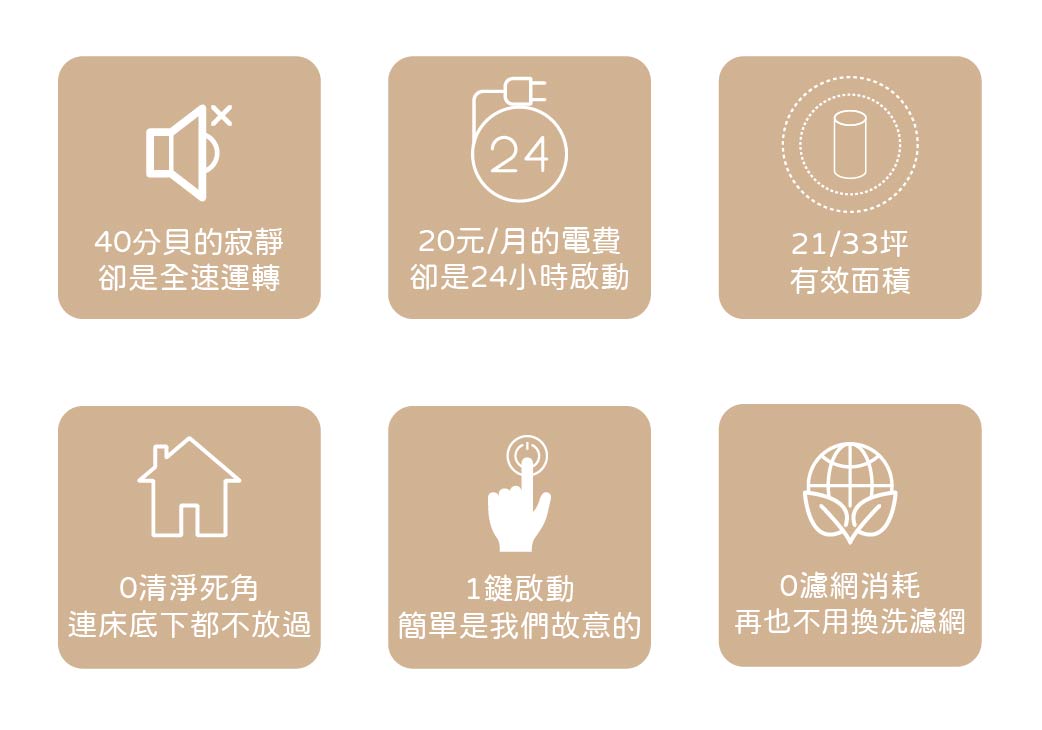 40分貝的寂靜
卻是全速運轉
24
20元/月的電費
卻是24小時啟動
21/33坪
有效面積
0清淨死角
連床底下都不放過
1鍵啟動
簡單是我們故意的
0濾網消耗
再也不用換洗濾網